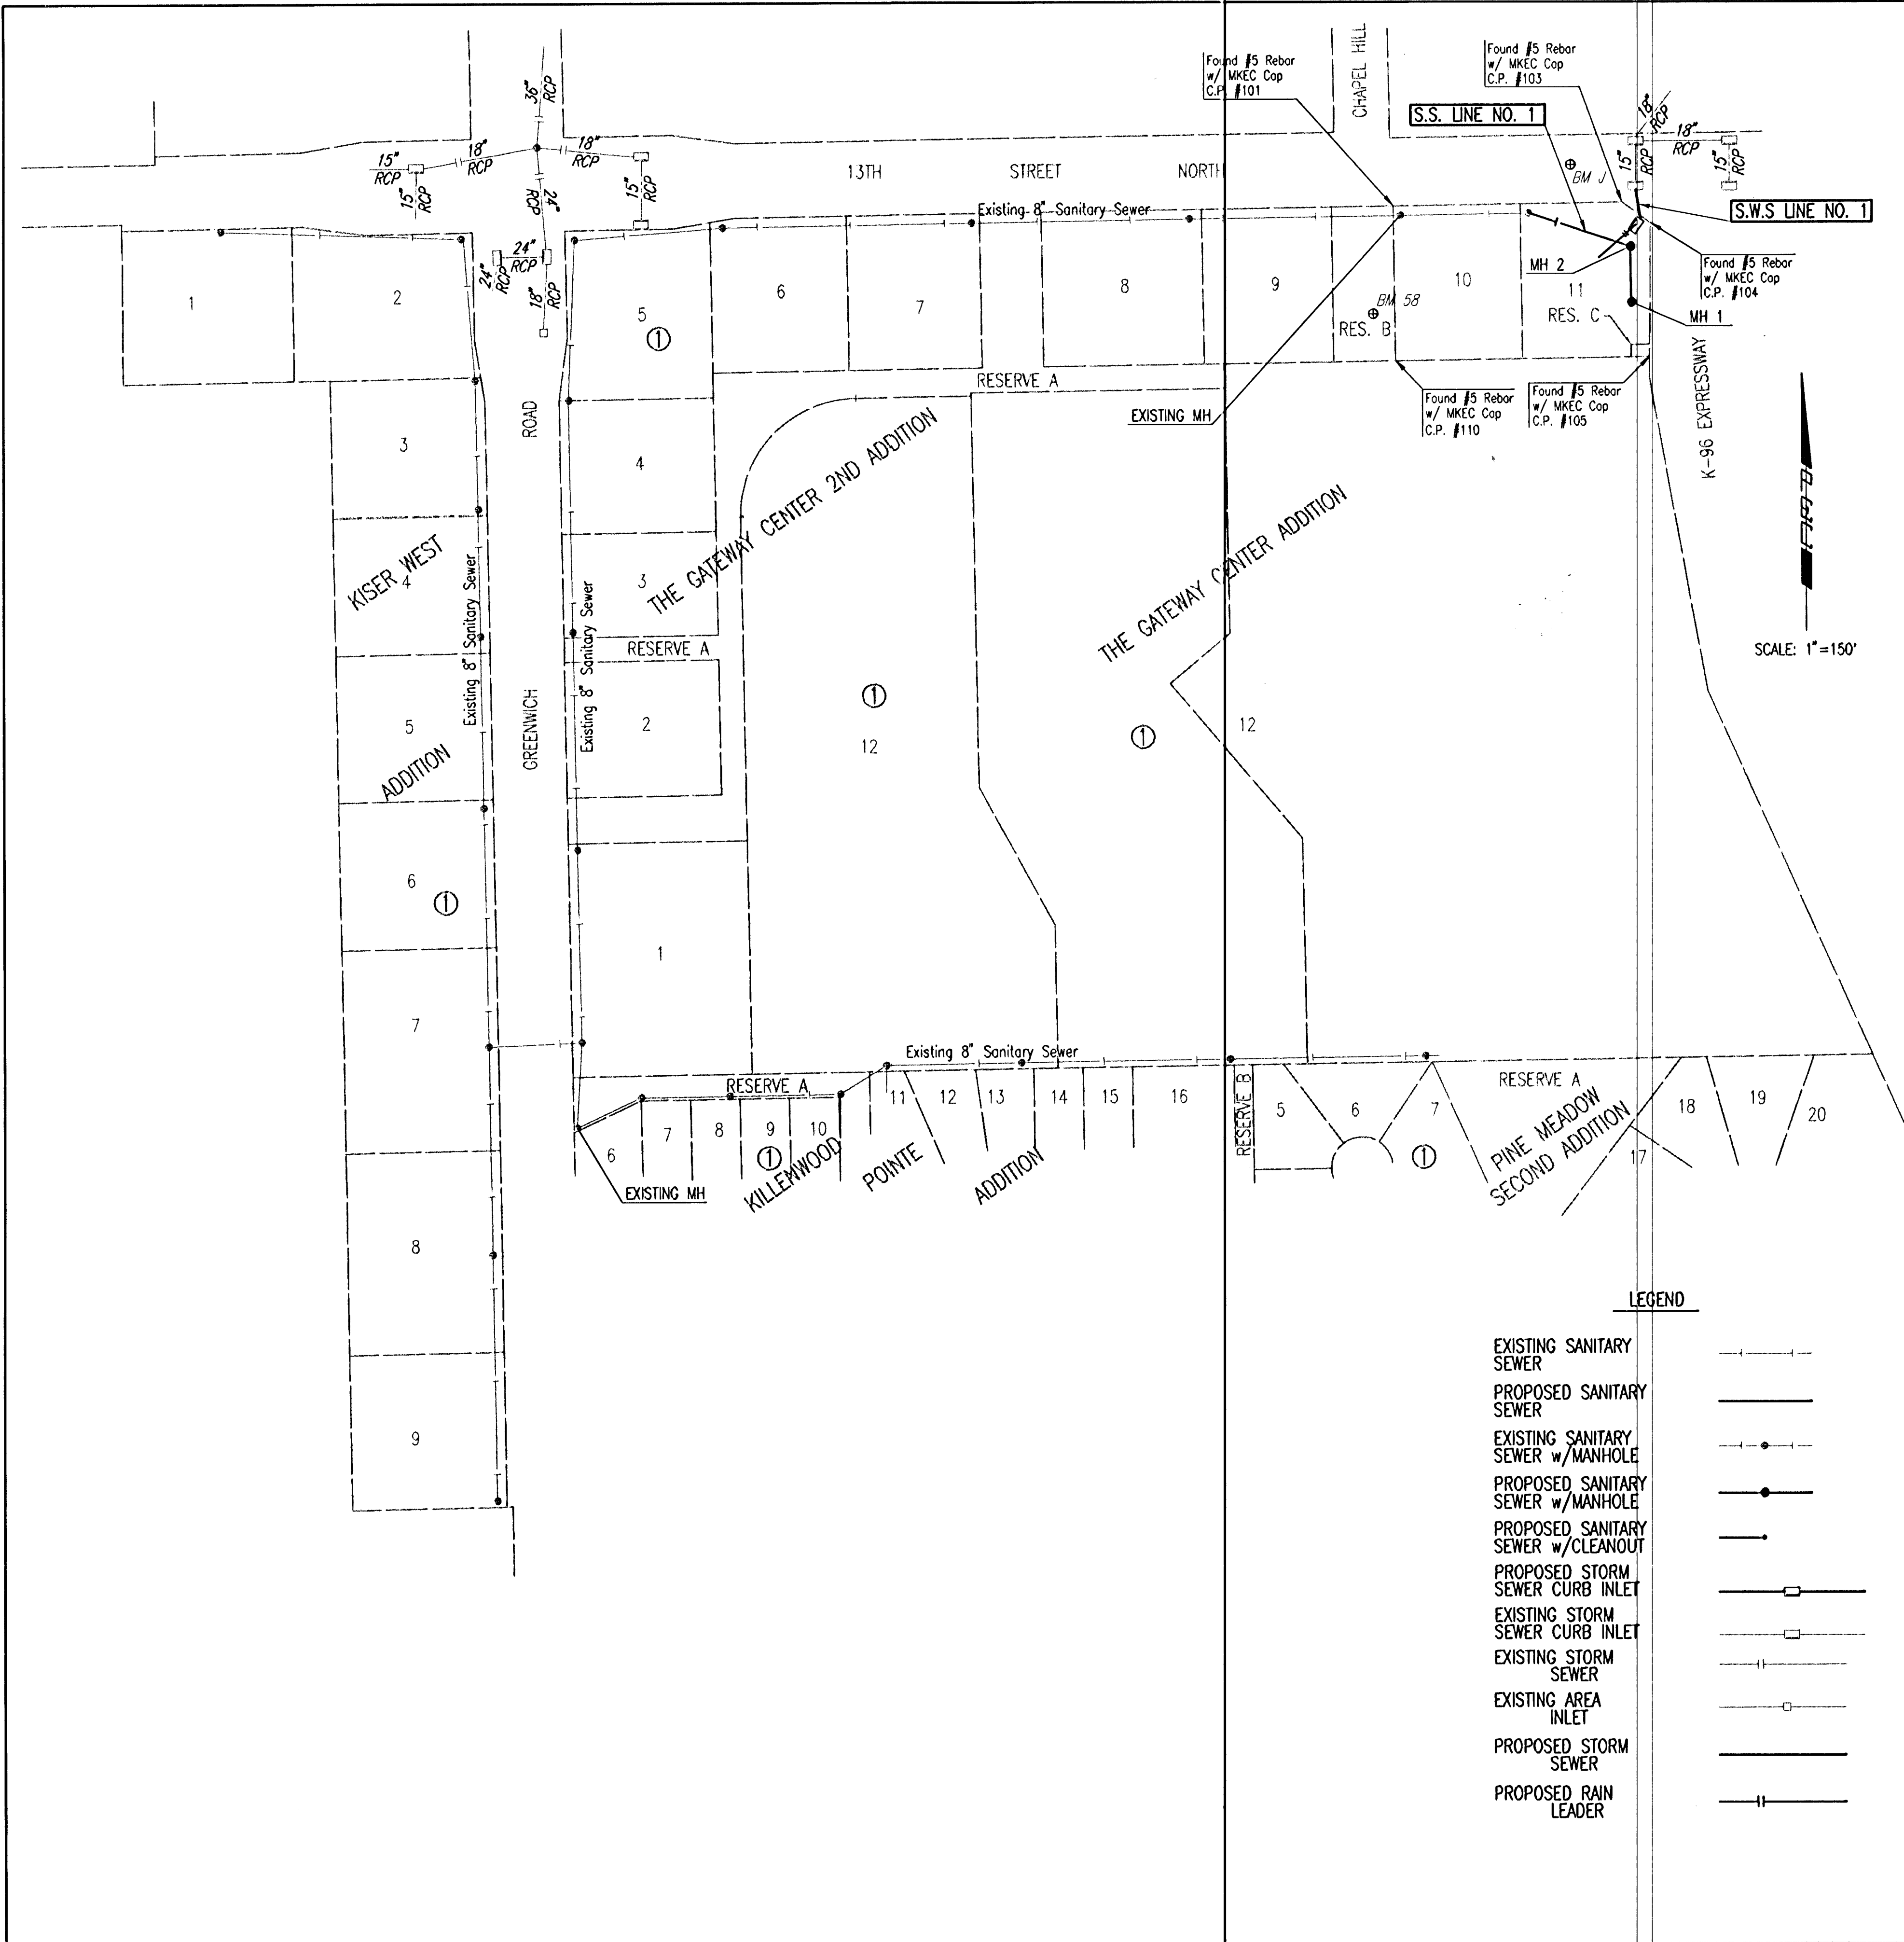 36"
RCP
18"
RCP
18"
RCP
15"
RCP
15"
RCP
24"
RCP
15"
RCP
24"
RCP
24"
RCP
18"
RCP
13TH STREET NORTH
CHAPEL HILL
Found #5 Rebar
w/ MKEC Cap
C.P. #101
Found #5 Rebar
w/ MKEC Cap
C.P. #103
S.S. LINE NO. 1
BM J
18"
RCP
18"
RCP
15"
RCP
15"
RCP
S.W.S LINE NO. 1
Existing 8" Sanitary Sewer
Found #5 Rebar
w/ MKEC Cap
C.P. #104
MH 2
MH 1
1
2
5
1
6
7
8
9
BM 58
RES. B
10
11
RES. C
RESERVE A
EXISTING MH
Found #5 Rebar
w/ MKEC Cap
C.P. #110
Found #5 Rebar
w/ MKEC Cap
C.P. #105
K-96 EXPRESSWAY
SCALE: 1"=150'
3
4
5
6
1
7
8
9
KISER WEST
ADDITION
Existing 8" Sanitary Sewer
GREENWICH ROAD
Existing 8" Sanitary Sewer
4
3
RESERVE A
2
1
THE GATEWAY CENTER 2ND ADDITION
1
12
THE GATEWAY CENTER ADDITION
1
12
Existing 8" Sanitary Sewer
RESERVE A
6
7
8
9
10
11
12
13
14
15
16
1
EXISTING MH
KILLENWOOD POINTE ADDITION
RESERVE B
5
6
7
1
RESERVE A
PINE MEADOW
SECOND ADDITION
17
18
19
20
LEGEND
EXISTING SANITARY
SEWER
PROPOSED SANITARY
SEWER
EXISTING SANITARY
SEWER w/MANHOLE
PROPOSED SANITARY
SEWER w/MANHOLE
PROPOSED SANITARY
SEWER w/CLEANOUT
PROPOSED STORM
SEWER CURB INLET
EXISTING STORM
SEWER CURB INLET
EXISTING STORM
SEWER
EXISTING AREA
INLET
PROPOSED STORM
SEWER
PROPOSED RAIN
LEADER